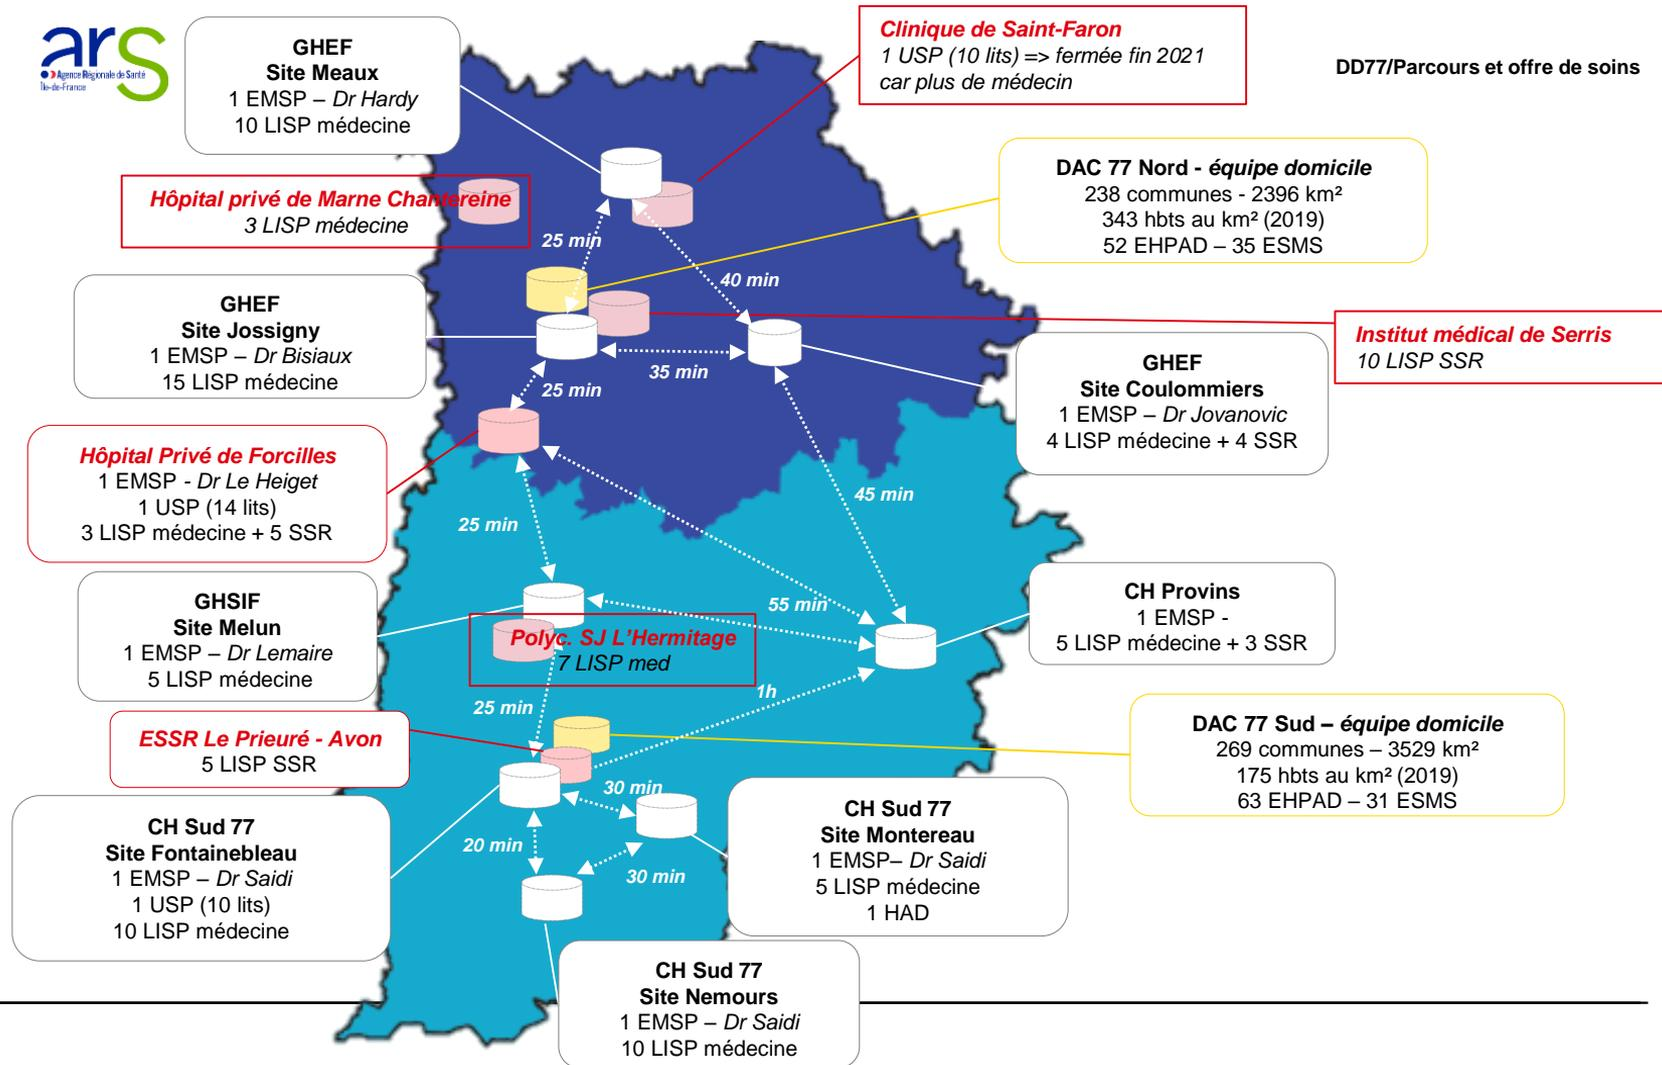 ars
Agence Régionale de Santé
Île-de-France
GHEF
Site Meaux
1 EMSP – Dr Hardy
10 LISP médecine
Clinique de Saint-Faron
1 USP (10 lits) => fermée fin 2021
car plus de médecin
DD77/Parcours et offre de soins
DAC 77 Nord - équipe domicile
238 communes - 2396 km²
343 hbts au km² (2019)
52 EHPAD – 35 ESMS
Hôpital privé de Marne Chantereine
3 LISP médecine
25 min
40 min
GHEF
Site Jossigny
1 EMSP – Dr Bisiaux
15 LISP médecine
35 min
25 min
Institut médical de Serris
10 LISP SSR
GHEF
Site Coulommiers
1 EMSP – Dr Jovanovic
4 LISP médecine + 4 SSR
Hôpital Privé de Forcilles
1 EMSP - Dr Le Heiget
1 USP (14 lits)
3 LISP médecine + 5 SSR
25 min
45 min
GHSIF
Site Melun
1 EMSP – Dr Lemaire
5 LISP médecine
55 min
Polyc. SJ L'Hermitage
7 LISP med
CH Provins
1 EMSP -
5 LISP médecine + 3 SSR
25 min
1h
ESSR Le Prieuré - Avon
5 LISP SSR
DAC 77 Sud – équipe domicile
269 communes – 3529 km²
175 hbts au km² (2019)
63 EHPAD – 31 ESMS
30 min
20 min
30 min
CH Sud 77
Site Fontainebleau
1 EMSP – Dr Saidi
1 USP (10 lits)
10 LISP médecine
CH Sud 77
Site Montereau
1 EMSP– Dr Saidi
5 LISP médecine
1 HAD
CH Sud 77
Site Nemours
1 EMSP – Dr Saidi
10 LISP médecine